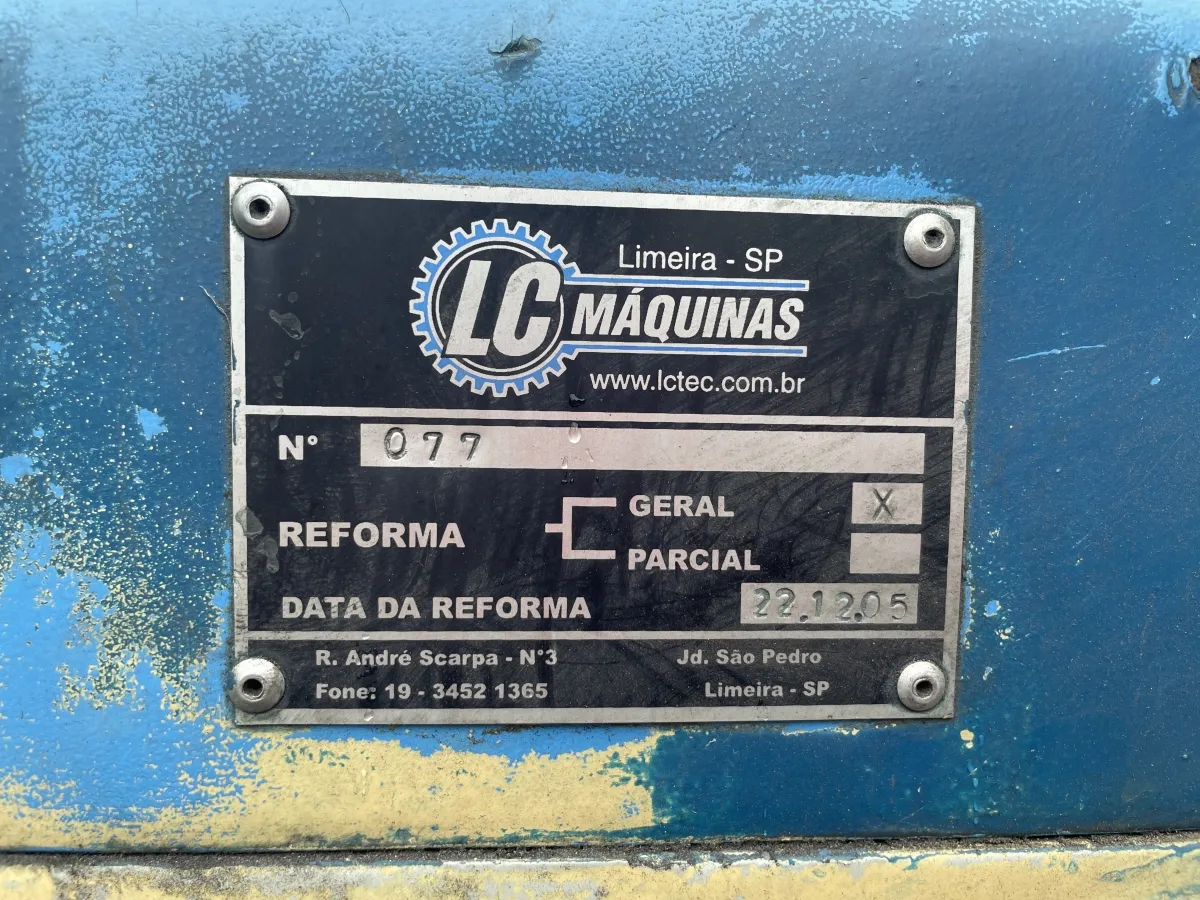 Limeira - SP
LC MÁQUINAS
www.lctec.com.br
N° 077
REFORMA
GERAL X
PARCIAL
DATA DA REFORMA 22.12.05
R. André Scarpa - N°3 Jd. São Pedro
Fone: 19 - 3452 1365 Limeira - SP